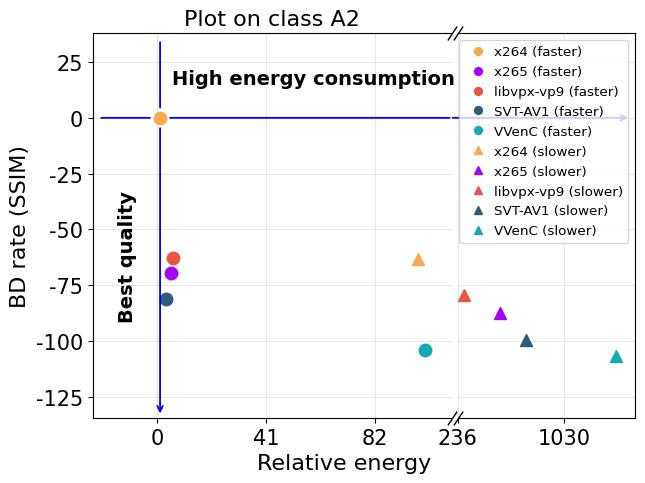 Plot on class A2
BD rate (SSIM)
25
0
-25
-50
-75
-100
-125
High energy consumption
Best quality
x264 (faster)
x265 (faster)
libvpx-vp9 (faster)
SVT-AV1 (faster)
VVenC (faster)
x264 (slower)
x265 (slower)
libvpx-vp9 (slower)
SVT-AV1 (slower)
VVenC (slower)
0 41 82 236 1030
Relative energy